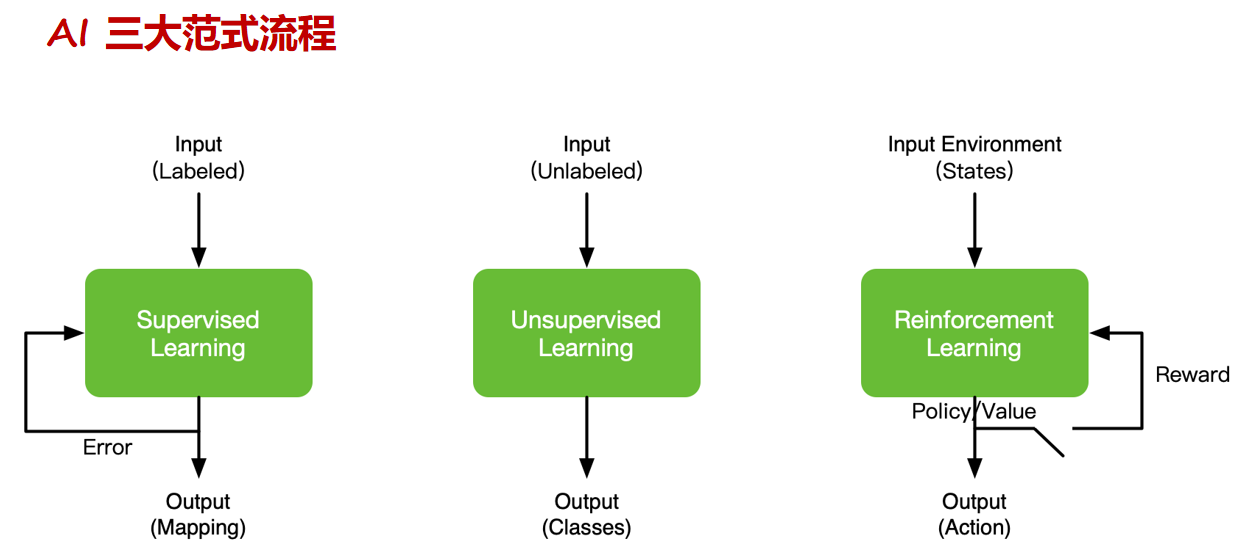 AI 三大范式流程
Input
(Labeled)
Supervised
Learning
Error
Output
(Mapping)
Input
(Unlabeled)
Unsupervised
Learning
Output
(Classes)
Input Environment
(States)
Reinforcement
Learning
Reward
Policy/Value
Output
(Action)